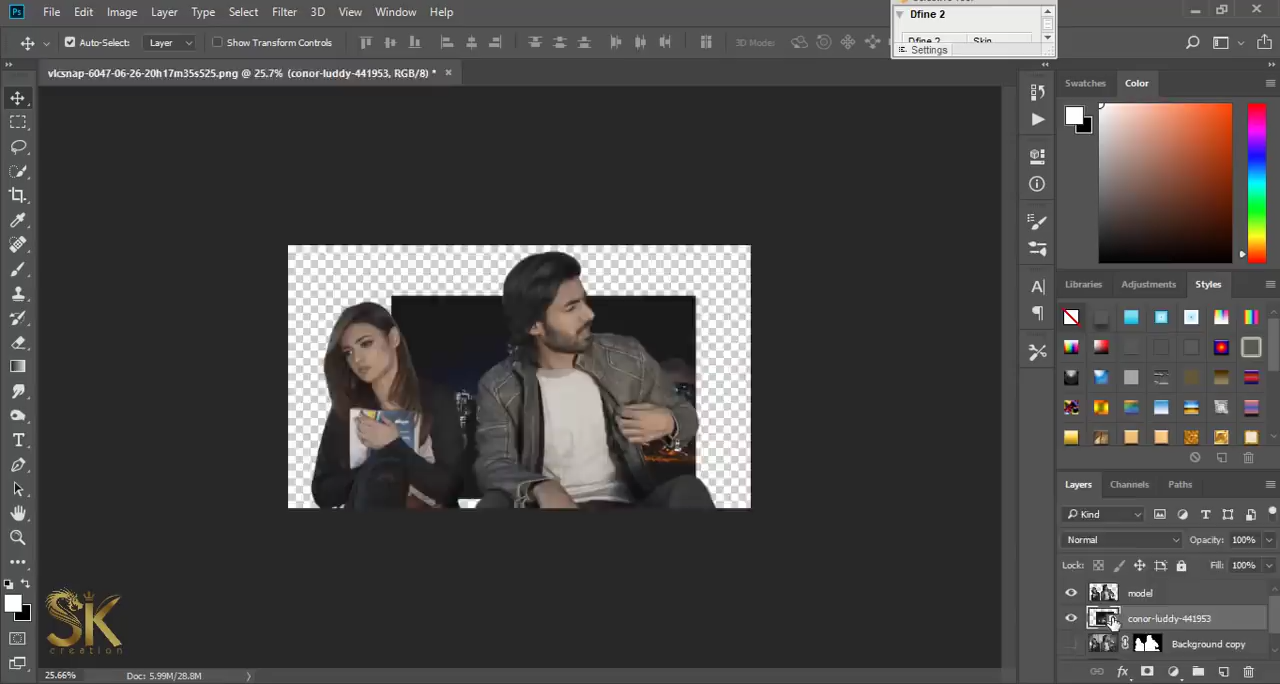 Ps File Edit Image Layer Type Select Filter 3D View Window Help
Dfine 2
Skin
Settings
Auto-Select: Layer Show Transform Controls 3D Mode:
vlcsnap-6047-06-26-20h17m35s525.png @ 25.7% (conor-luddy-441953, RGB/8) *
Swatches Color
Libraries Adjustments Styles
Layers Channels Paths
Kind
Normal Opacity: 100%
Lock: Fill: 100%
model
conor-luddy-441953
Background copy
SK
creation
25.66% Doc: 5.99M/28.8M